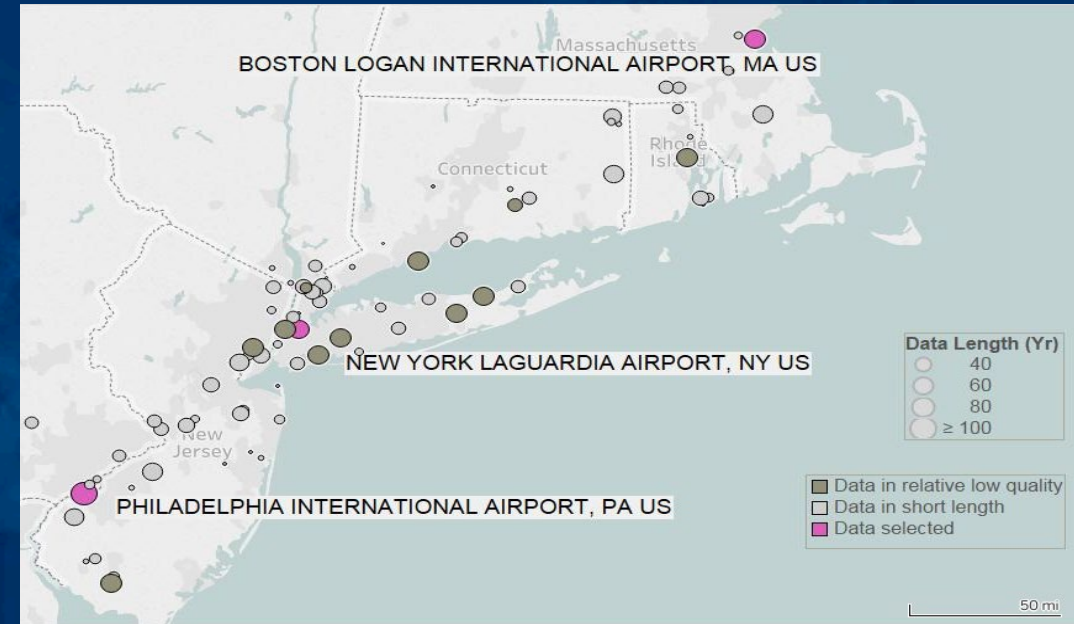 Massachusetts
BOSTON LOGAN INTERNATIONAL AIRPORT, MA US
Rhode
Island
Connecticut
NEW YORK LAGUARDIA AIRPORT, NY US
Data Length (Yr)
40
60
80
≥ 100
New
Jersey
PHILADELPHIA INTERNATIONAL AIRPORT, PA US
Data in relative low quality
Data in short length
Data selected
50 mi